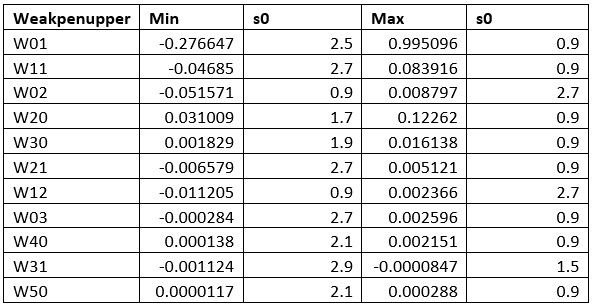 Weakpenupper Min s0 Max s0
W01 -0.276647 2.5 0.995096 0.9
W11 -0.04685 2.7 0.083916 0.9
W02 -0.051571 0.9 0.008797 2.7
W20 0.031009 1.7 0.12262 0.9
W30 0.001829 1.9 0.016138 0.9
W21 -0.006579 2.7 0.005121 0.9
W12 -0.011205 0.9 0.002366 2.7
W03 -0.000284 2.7 0.002596 0.9
W40 0.000138 2.1 0.002151 0.9
W31 -0.001124 2.9 -0.0000847 1.5
W50 0.0000117 2.1 0.000288 0.9